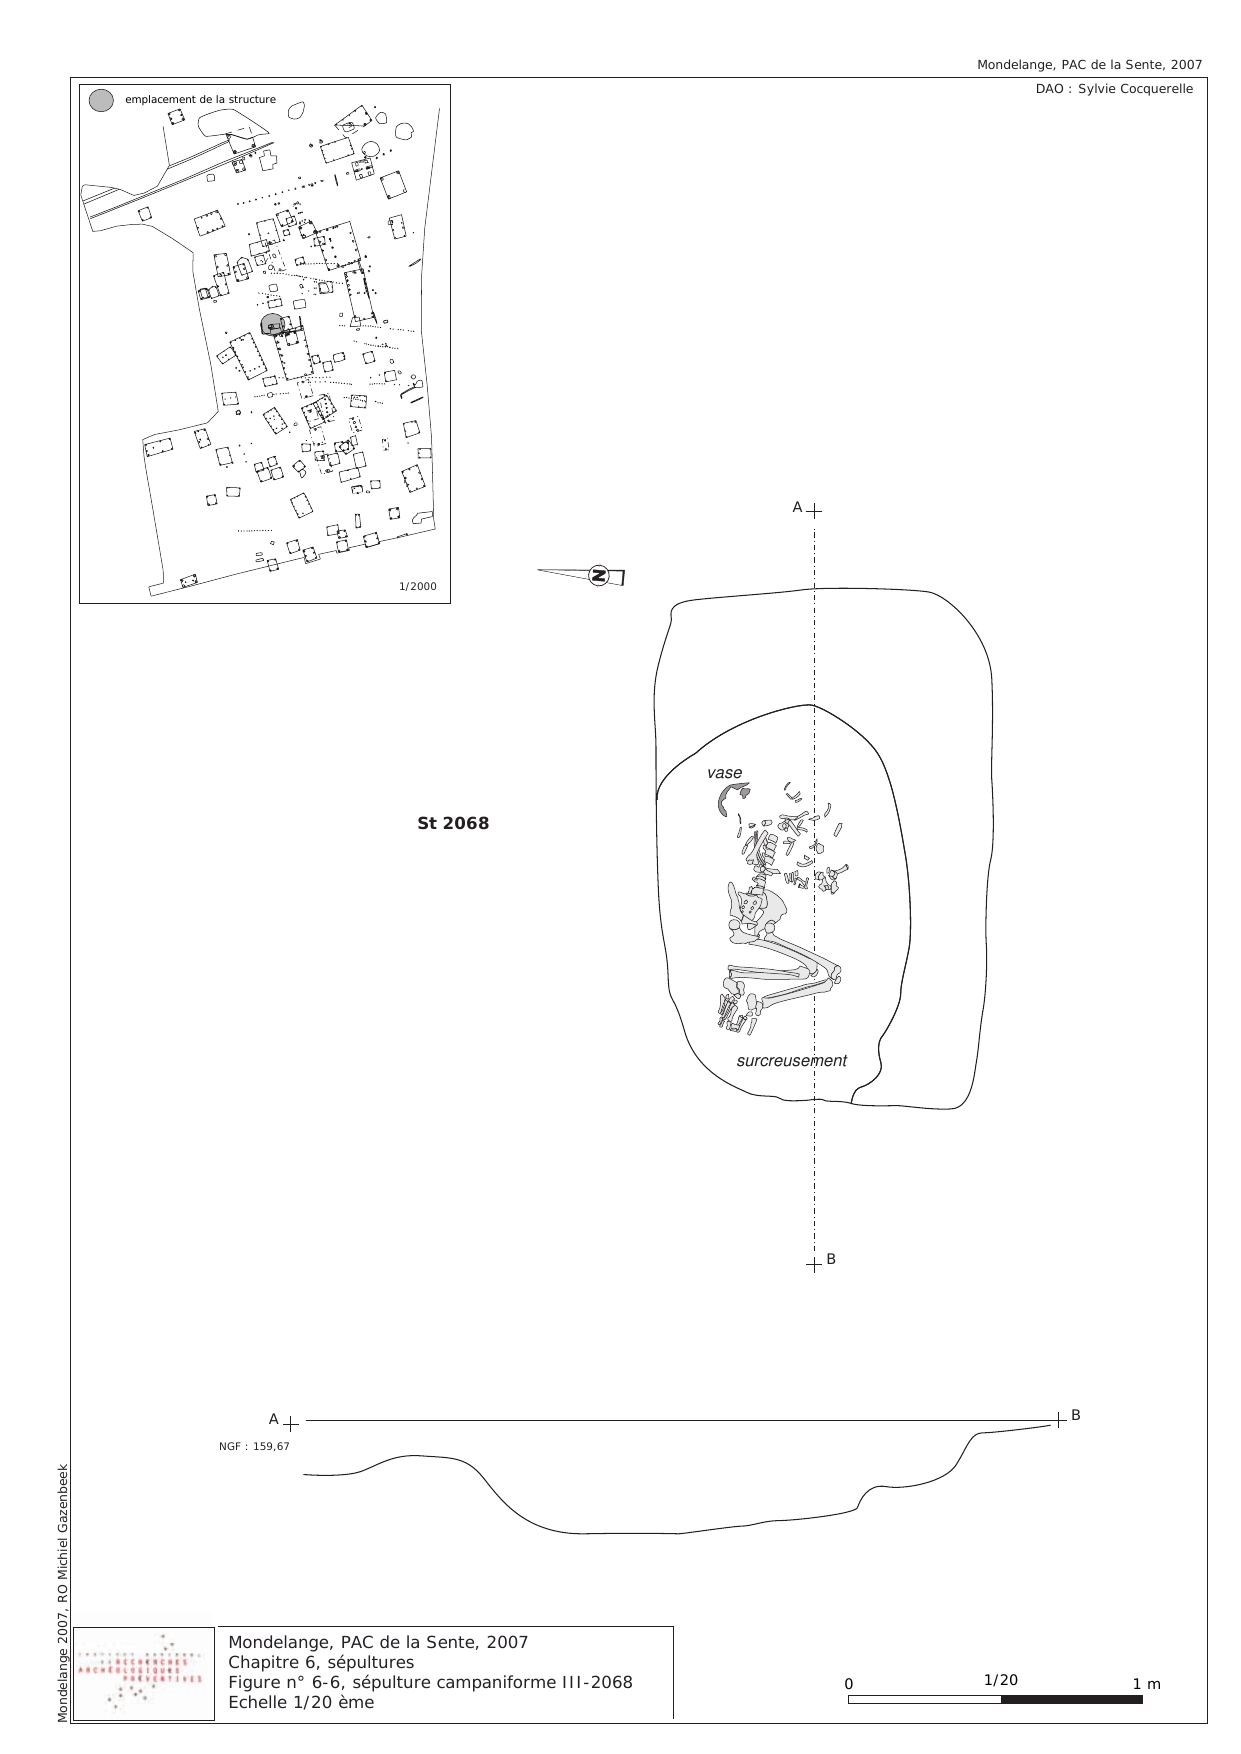 Mondelange, PAC de la Sente, 2007
DAO : Sylvie Cocquerelle
emplacement de la structure
1/2000
A
N
vase
St 2068
surcreusement
B
A
B
NGF : 159,67
Mondelange 2007, RO Michiel Gazenbeek
RECHERCHES
ARCHÉOLOGIQUES
PRÉVENTIVES
Mondelange, PAC de la Sente, 2007
Chapitre 6, sépultures
Figure n° 6-6, sépulture campaniforme III-2068
Echelle 1/20 ème
0
1/20
1 m